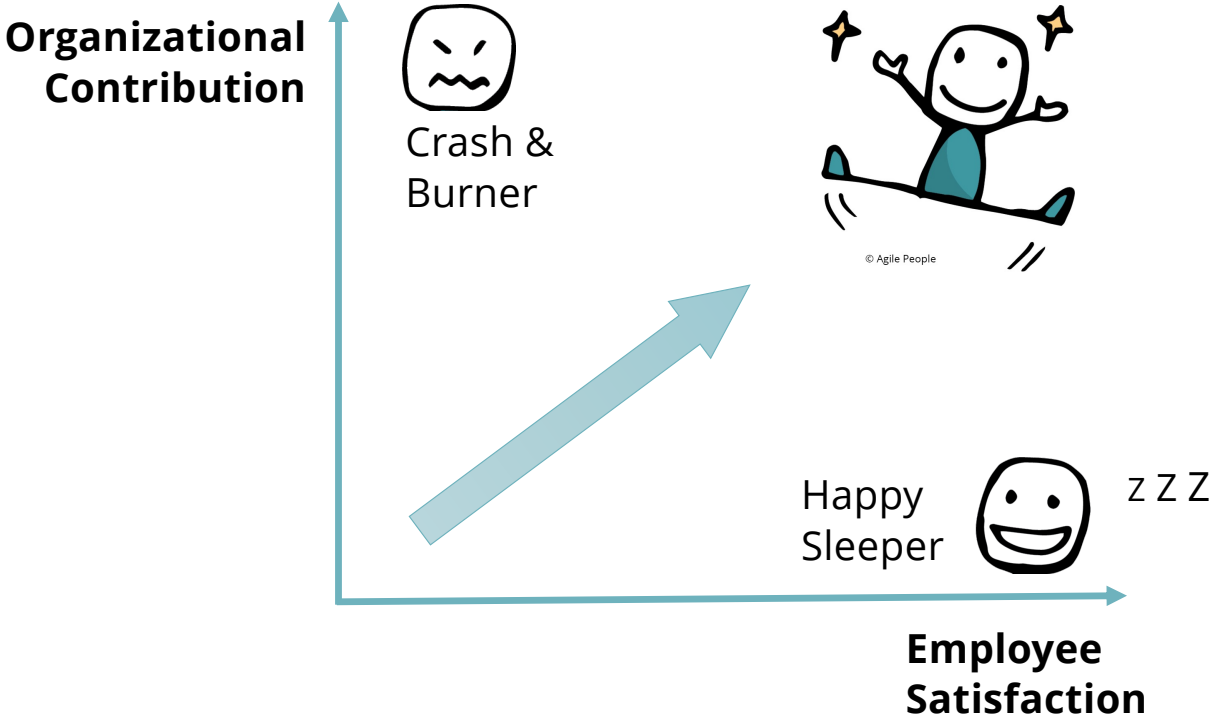 Organizational
Contribution
Crash &
Burner
© Agile People
Happy
Sleeper
z Z Z
Employee
Satisfaction